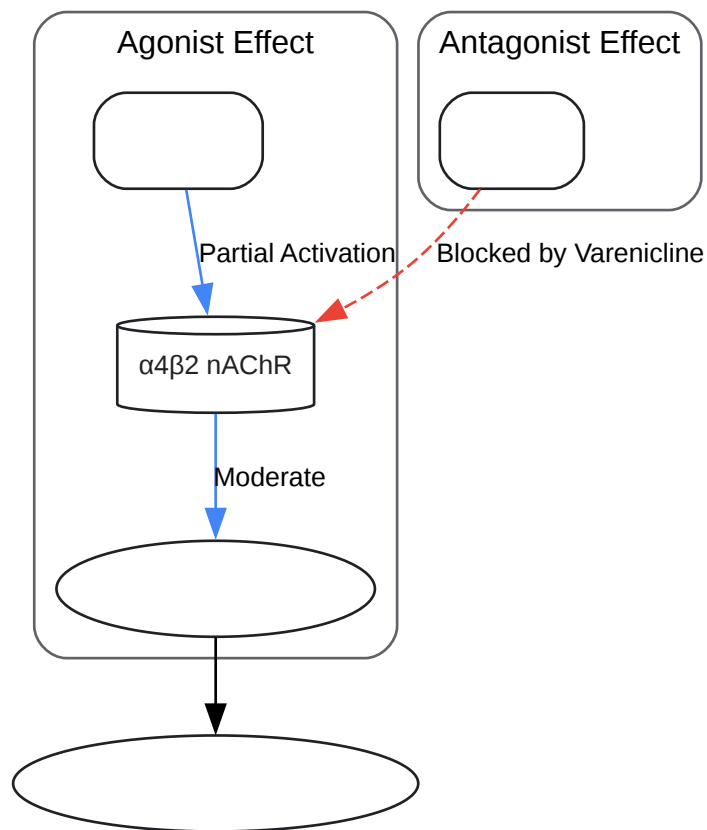 Agonist Effect
Antagonist Effect
Partial Activation
Blocked by Varenicline
α4β2 nAChR
Moderate